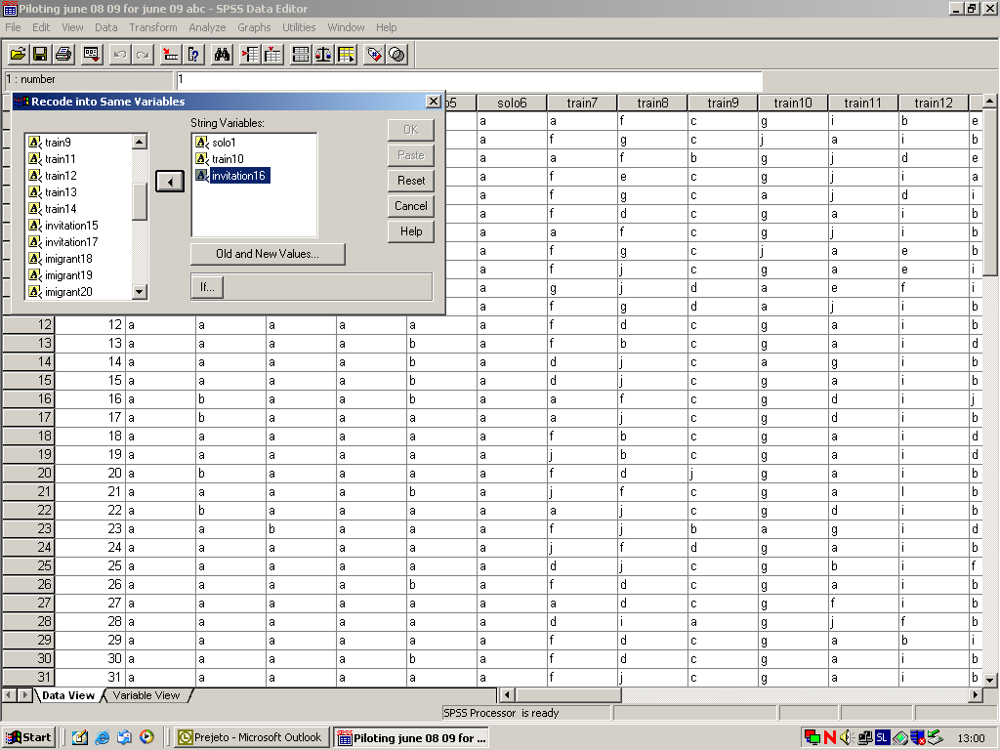 Piloting june 08 09 for june 09 abc - SPSS Data Editor
File Edit View Data Transform Analyze Graphs Utilities Window Help
1 : number 1
Recode into Same Variables
train9
train11
train12
train13
train14
invitation15
invitation17
imigrant18
imigrant19
imigrant20
String Variables:
solo1
train10
invitation16
Old and New Values...
If...
OK
Paste
Reset
Cancel
Help
solo6 train7 train8 train9 train10 train11 train12
a a f c g i b e
a f g c j a i b
a a f b g j d e
a f e c g j i a
a f g c a j d i
a f d c g a i b
a a f c g j i b
a f g c j a e b
a f j c g a e i
a g j d a e f i
a f g d a j i b
12 12 a a a a a a f d c g a i b
13 13 a a a a b a f b c g a i d
14 14 a a a a b a d j c a g i b
15 15 a a a a b a d j c g a i b
16 16 a b a a b a a f c g d i j
17 17 a b a a a a a j c g d i b
18 18 a a a a a a f b c g a i d
19 19 a a a a a a j b c g a i d
20 20 a b a a a a f d j g a i b
21 21 a a a a b a j f c g a l b
22 22 a b a a a a a j c g d i b
23 23 a a b a a a f j b a g i d
24 24 a a a a a a j f d g a i b
25 25 a a a a a a d j c g b i f
26 26 a a a a b a f d c g a i b
27 27 a a a a a a a d c g f i b
28 28 a a a a a a d i a g j f b
29 29 a a a a a a f d c g a b i
30 30 a a a a b a f d c g a i b
31 31 a a a a a a f j c g a i b
Data View Variable View
SPSS Processor is ready
Start Prejeto - Microsoft Outlook Piloting june 08 09 for ... SL 13:00